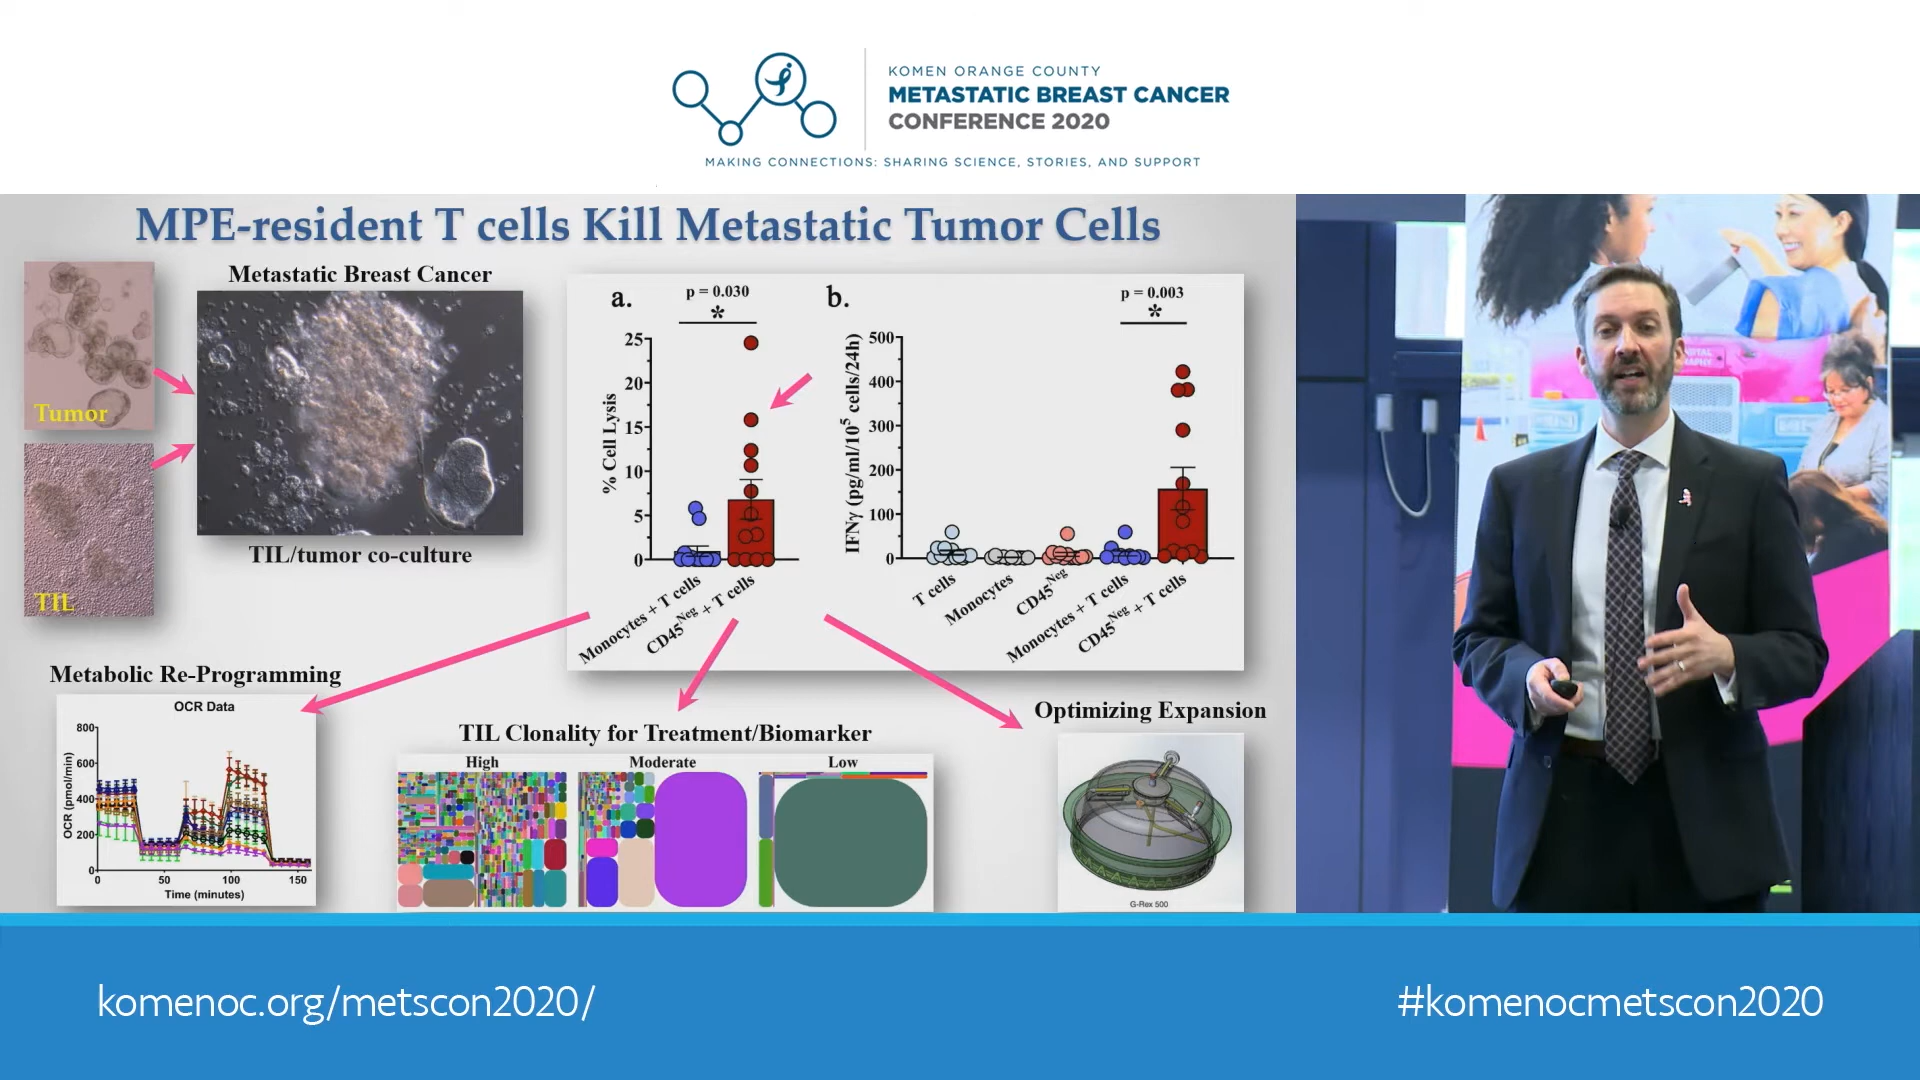 KOMEN ORANGE COUNTY
METASTATIC BREAST CANCER
CONFERENCE 2020
MAKING CONNECTIONS: SHARING SCIENCE, STORIES, AND SUPPORT
MPE-resident T cells Kill Metastatic Tumor Cells
Tumor
TIL
Metastatic Breast Cancer
TIL/tumor co-culture
a.
p = 0.030
*
% Cell Lysis
25
20
15
10
5
0
Monocytes + T cells
CD45Neg + T cells
b.
p = 0.003
*
IFNγ (pg/ml/10⁵ cells/24h)
500
400
300
200
100
0
T cells
Monocytes
CD45Neg
Monocytes + T cells
CD45Neg + T cells
Metabolic Re-Programming
OCR Data
OCR (pmol/min)
800
600
400
200
0
0 50 100 150
Time (minutes)
TIL Clonality for Treatment/Biomarker
High Moderate Low
Optimizing Expansion
G-Rex 500
komenoc.org/metscon2020/
#komenocmetscon2020